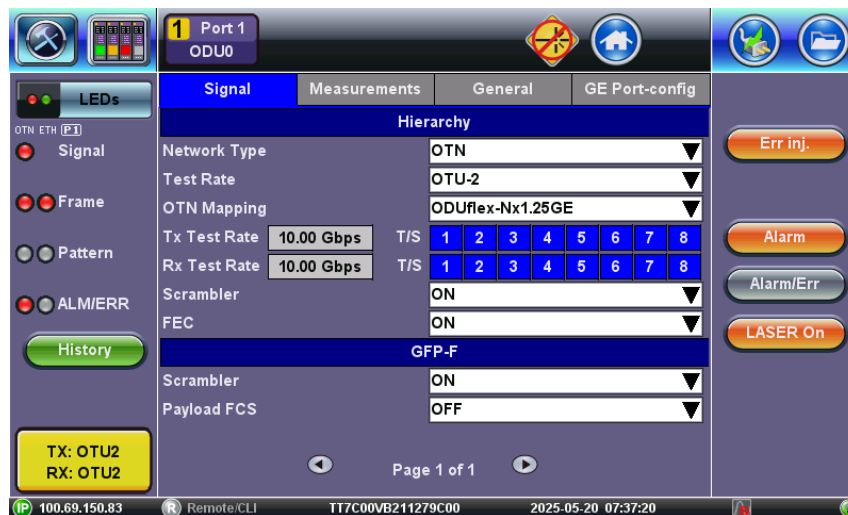 1 Port 1
ODU0
LEDs
OTN ETH P1
Signal
Frame
Pattern
ALM/ERR
History
TX: OTU2
RX: OTU2
Signal Measurements General GE Port-config
Hierarchy
Network Type OTN
Test Rate OTU-2
OTN Mapping ODUflex-Nx1.25GE
Tx Test Rate 10.00 Gbps T/S 1 2 3 4 5 6 7 8
Rx Test Rate 10.00 Gbps T/S 1 2 3 4 5 6 7 8
Scrambler ON
FEC ON
GFP-F
Scrambler ON
Payload FCS OFF
Page 1 of 1
Err inj.
Alarm
Alarm/Err
LASER On
IP 100.69.150.83 R Remote/CLI TT7C00VB211279C00 2025-05-20 07:37:20